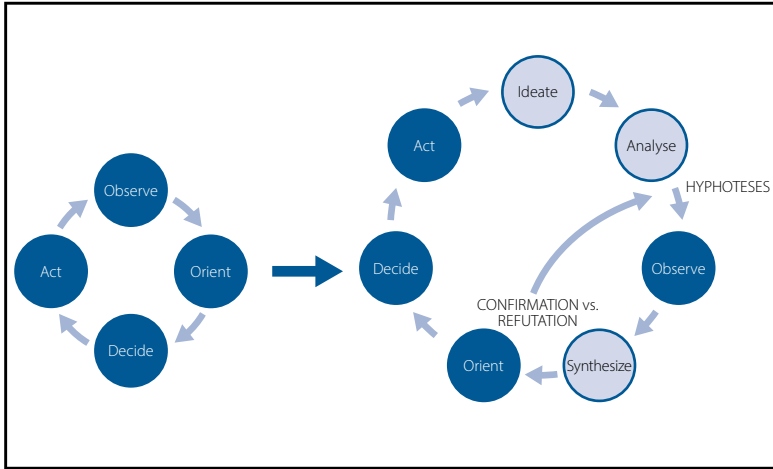 Observe
Orient
Decide
Act
Ideate
Analyse
HYPHOTESES
Observe
Synthesize
Orient
CONFIRMATION vs.
REFUTATION
Decide
Act